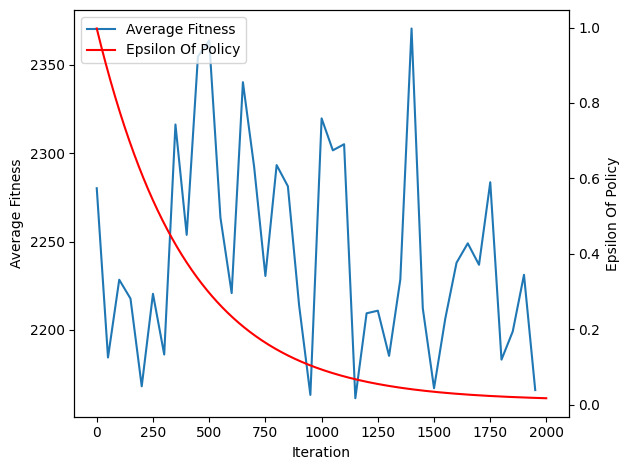 Average Fitness
Epsilon Of Policy
2350
2300
2250
2200
Average Fitness
1.0
0.8
0.6
0.4
0.2
0.0
Epsilon Of Policy
0 250 500 750 1000 1250 1500 1750 2000
Iteration